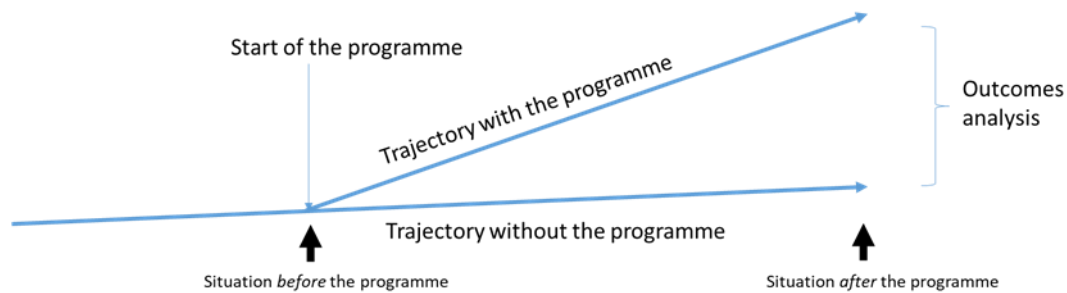 Start of the programme
Trajectory with the programme
Outcomes
analysis
Trajectory without the programme
Situation before the programme
Situation after the programme